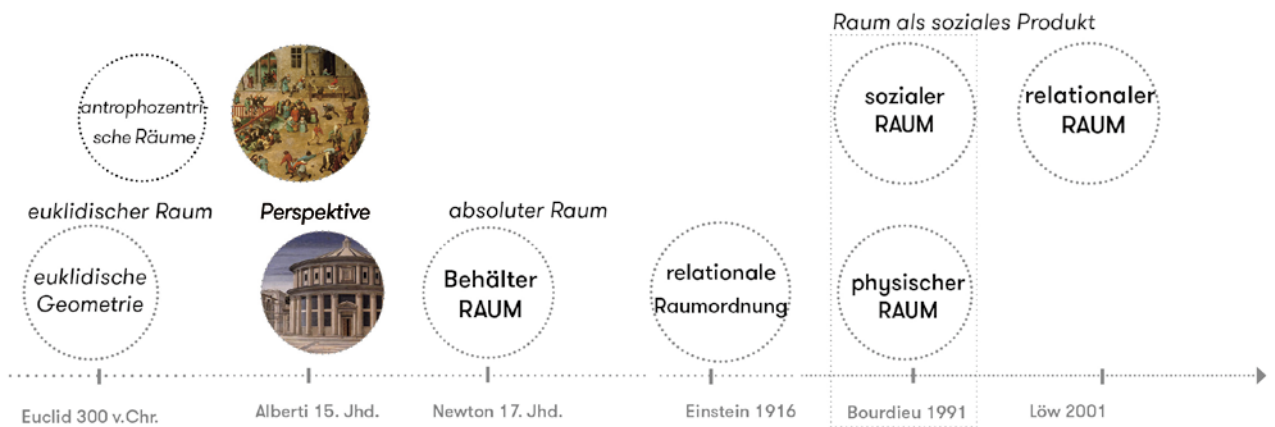 Raum als soziales Produkt
antrophozentri-
sche Räume
sozialer
RAUM
relationaler
RAUM
euklidischer Raum
Perspektive
absoluter Raum
euklidische
Geometrie
Behälter
RAUM
relationale
Raumordnung
physischer
RAUM
Euclid 300 v.Chr.
Alberti 15. Jhd.
Newton 17. Jhd.
Einstein 1916
Bourdieu 1991
Löw 2001